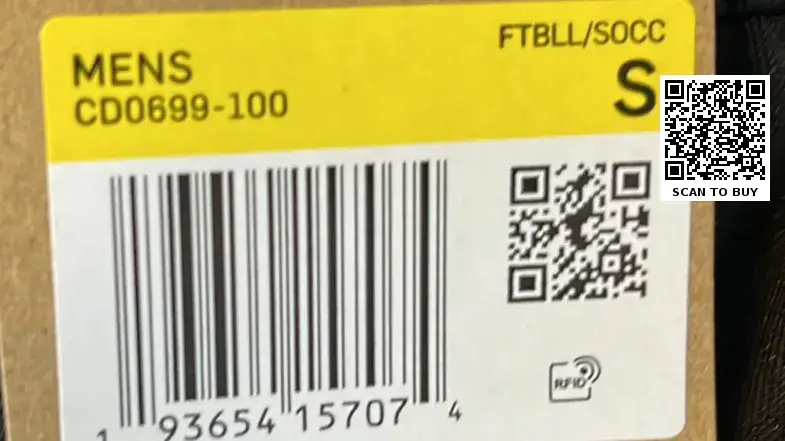 FTBLL/SOCC
MENS
S
CD0699-100
SCAN TO BUY
RFID
1 93654 15707 4